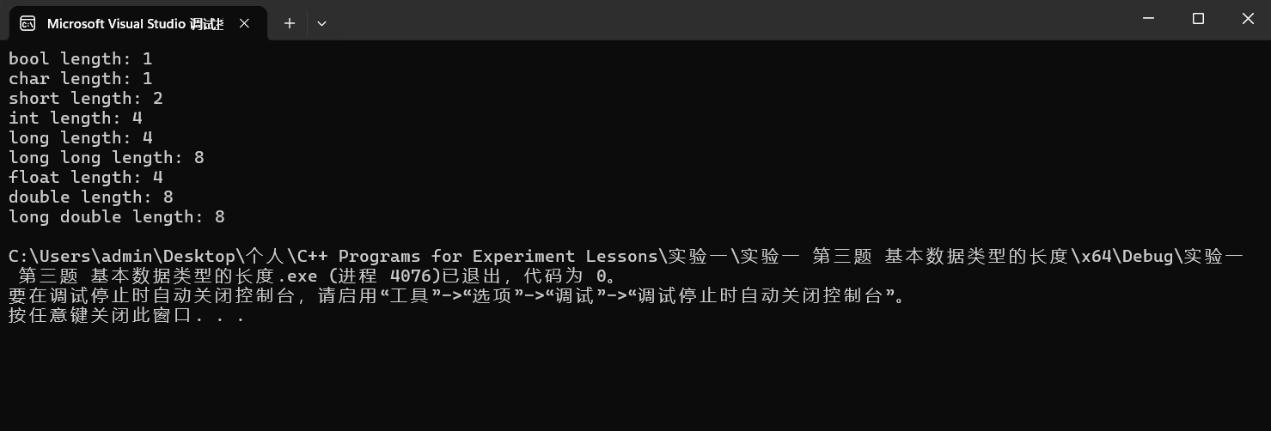 Microsoft Visual Studio 调试
bool length: 1
char length: 1
short length: 2
int length: 4
long length: 4
long long length: 8
float length: 4
double length: 8
long double length: 8
C:\Users\admin\Desktop\个人\C++ Programs for Experiment Lessons\实验一\实验一 第三题 基本数据类型的长度\x64\Debug\实验一
第三题 基本数据类型的长度.exe (进程 4076)已退出，代码为 0。
要在调试停止时自动关闭控制台，请启用“工具”->“选项”->“调试”->“调试停止时自动关闭控制台”。
按任意键关闭此窗口. . .